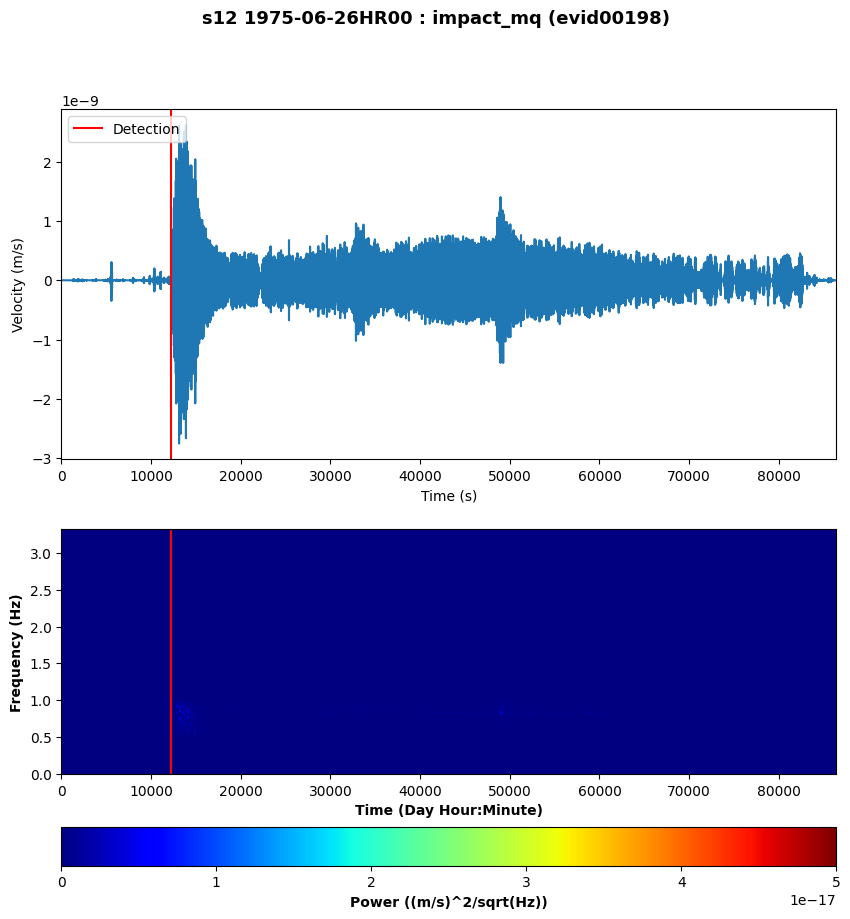 s12 1975-06-26HR00 : impact_mq (evid00198)
1e−9
Detection
2
1
0
−1
−2
−3
Velocity (m/s)
0 10000 20000 30000 40000 50000 60000 70000 80000
Time (s)
3.0
2.5
2.0
1.5
1.0
0.5
0.0
Frequency (Hz)
0 10000 20000 30000 40000 50000 60000 70000 80000
Time (Day Hour:Minute)
0 1 2 3 4 5
1e−17
Power ((m/s)^2/sqrt(Hz))